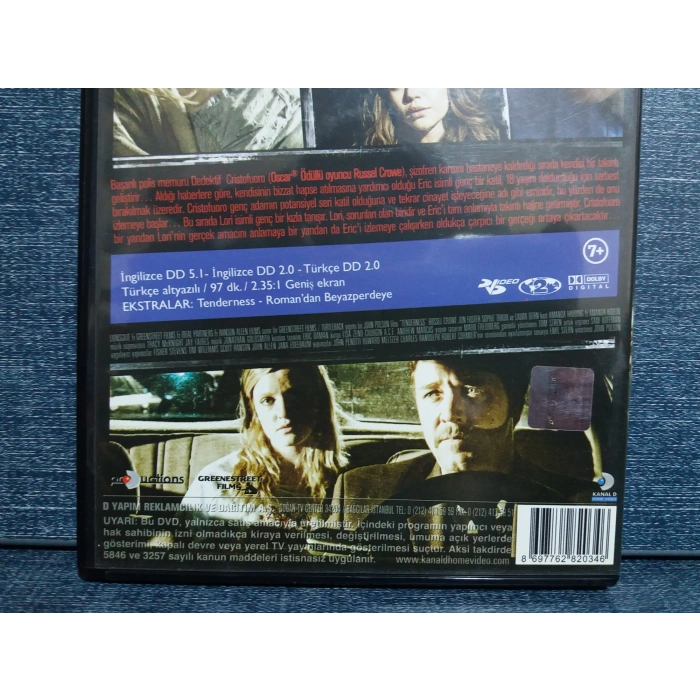 Başarılı polis memuru Dedektif Cristofuoro (Oscar® Ödüllü oyuncu Russel Crowe), şizofren karısını hastaneye kaldırdığı sırada kendisi bir takıntı
geliştirir . . . Aldığı haberlere göre, kendisinin bizzat hapse atılmasına yardımcı olduğu Eric isimli genç bir katil, 18 yaşını doldurduğu için serbest
bırakılmak üzeredir. Cristofuoro genç adamın potansiyel seri katil olduğuna ve tekrar cinayet işleyeceğine adı gibi emindir, bu yüzden de onu
izlemeye başlar . . . Bu sırada Lori isimli genç bir kızla tanışır. Lori, sorunları olan biridir ve Eric'i tam anlamıyla takıntı haline getirmiştir. Cristofuoro
bir yandan Lori'nin gerçek amacını anlamaya bir yandan da Eric'i izlemeye çalışırken oldukça çarpıcı bir gerçeği ortaya çıkartacaktır . . .
7+
İngilizce DD 5.1- İngilizce DD 2.0 - Türkçe DD 2.0
Türkçe altyazılı / 97 dk. / 2.35:1 Geniş ekran
EKSTRALAR: Tenderness - Roman'dan Beyazperdeye
VIDEO
2
DOLBY
DIGITAL
GREENESTREET
FILMS
KANAL D
D YAPIM REKLAMCILIK VE DAĞITIM A.Ş.
UYARI: Bu DVD, yalnızca satış amacıyla üretilmiştir. İçindeki programın yapımcı veya
hak sahibinin izni olmadıkça kiraya verilmesi, değiştirilmesi, umuma açık yerlerde
gösterimi, kapalı devre veya yerel TV yayınlarında gösterilmesi suçtur. Aksi takdirde
5846 ve 3257 sayılı kanun maddeleri istisnasız uygulanır.
www.kanaldhomevideo.com
8 697762 820346